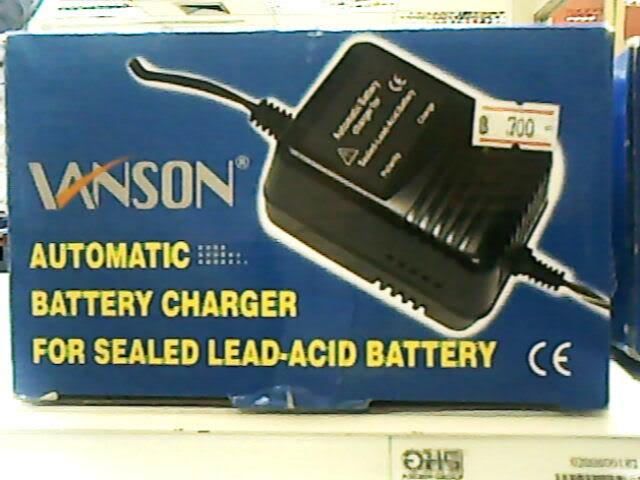 VANSON®
AUTOMATIC
BATTERY CHARGER
FOR SEALED LEAD-ACID BATTERY
CE
Automatic Battery
Charger for
Sealed-Lead-Acid Battery
Polarity
Charge
CE
฿ 700 -